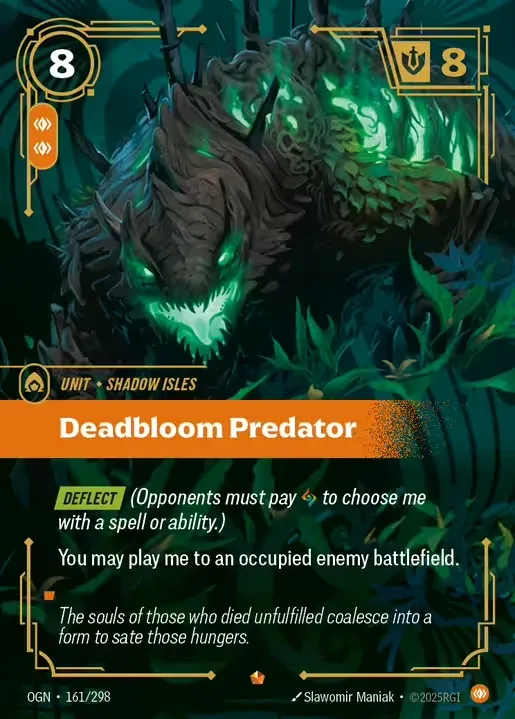 8
8
UNIT • SHADOW ISLES
Deadbloom Predator
DEFLECT (Opponents must pay to choose me
with a spell or ability.)
You may play me to an occupied enemy battlefield.
The souls of those who died unfulfilled coalesce into a
form to sate those hungers.
OGN • 161/298
Slawomir Maniak • ©2025RGI